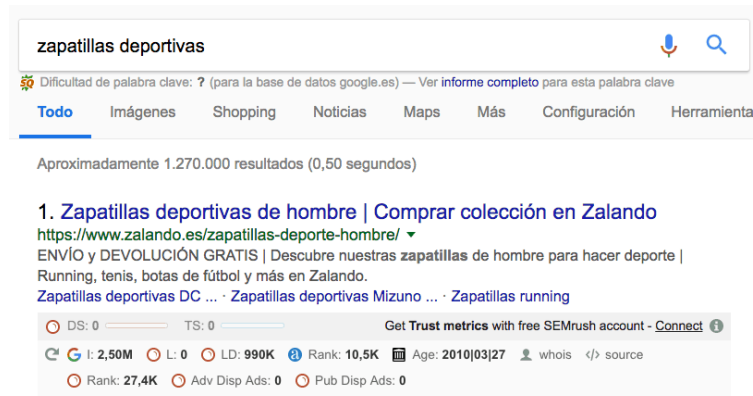 zapatillas deportivas
Dificultad de palabra clave: ? (para la base de datos google.es) — Ver informe completo para esta palabra clave
Todo Imágenes Shopping Noticias Maps Más Configuración Herramienta
Aproximadamente 1.270.000 resultados (0,50 segundos)
1. Zapatillas deportivas de hombre | Comprar colección en Zalando
https://www.zalando.es/zapatillas-deporte-hombre/
ENVÍO y DEVOLUCIÓN GRATIS | Descubre nuestras zapatillas de hombre para hacer deporte |
Running, tenis, botas de fútbol y más en Zalando.
Zapatillas deportivas DC ... · Zapatillas deportivas Mizuno ... · Zapatillas running
DS: 0 TS: 0 Get Trust metrics with free SEMrush account - Connect
I: 2,50M L: 0 LD: 990K Rank: 10,5K Age: 2010|03|27 whois </> source
Rank: 27,4K Adv Disp Ads: 0 Pub Disp Ads: 0